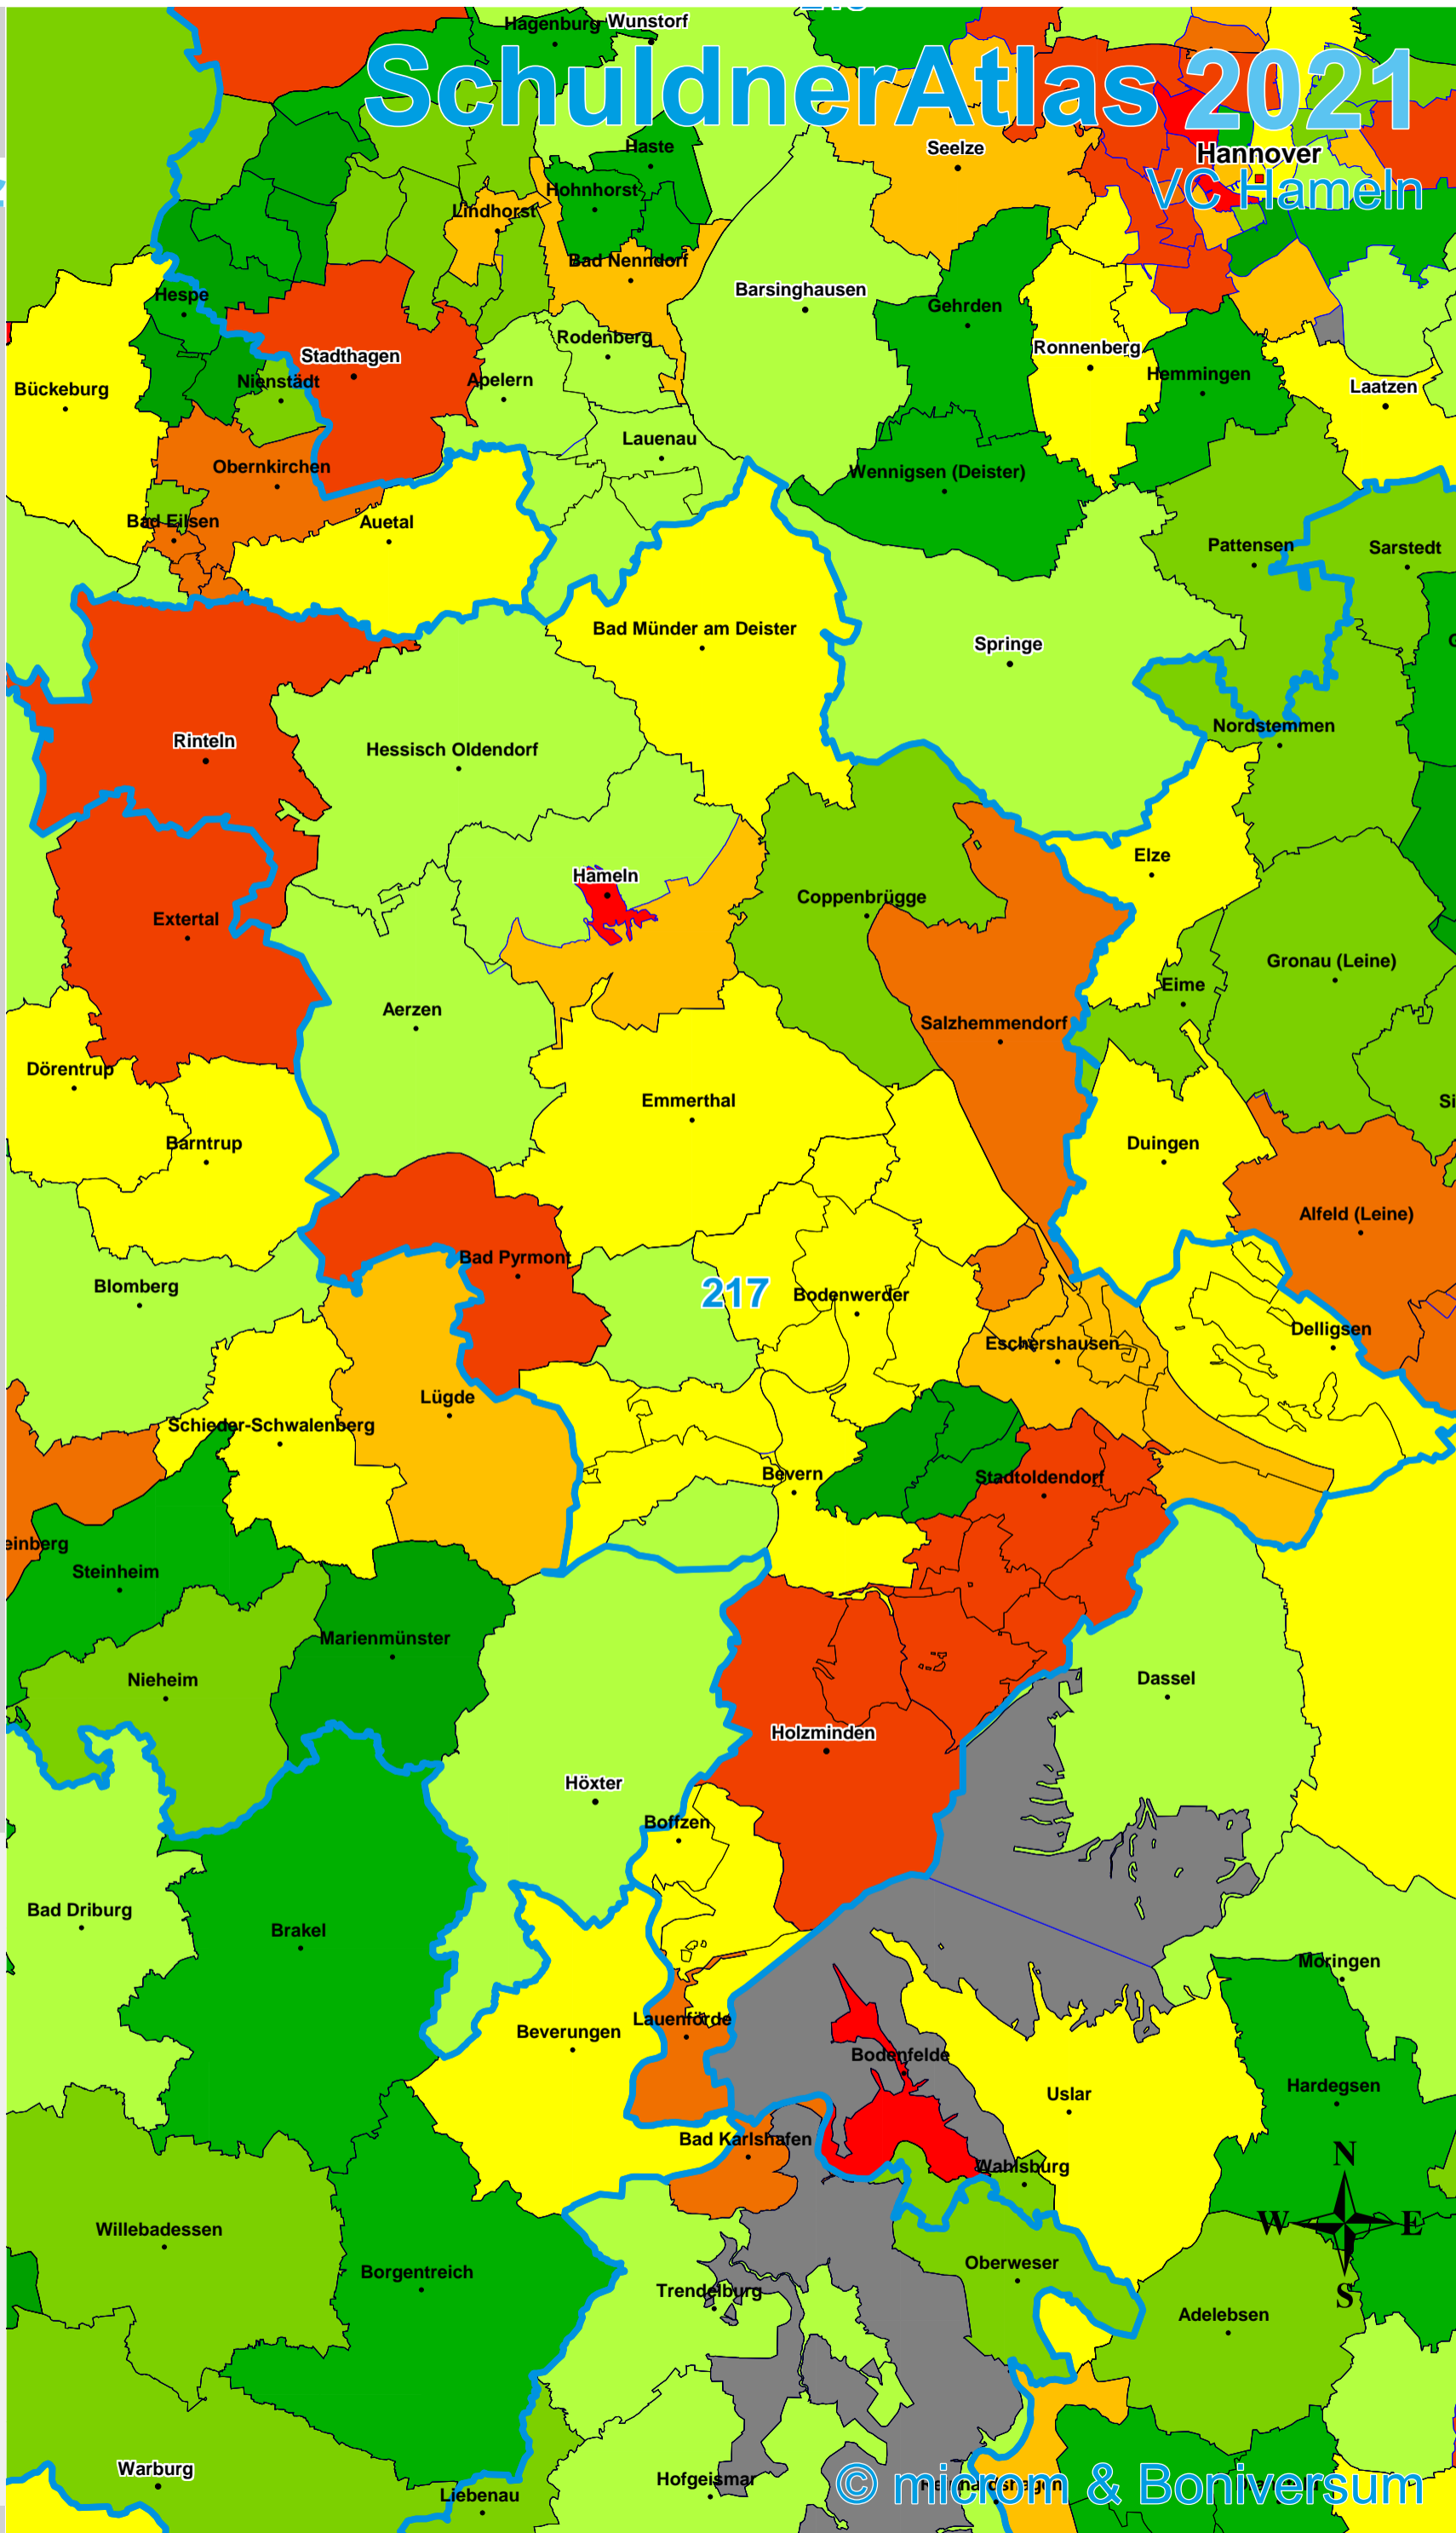 Hagenburg
Wunstorf
SchuldnerAtlas 2021
Haste
Seelze
Hannover
VC Hameln
Hohnhorst
Lindhorst
Bad Nenndorf
Barsinghausen
Hespe
Gehrden
Rodenberg
Ronnenberg
Stadthagen
Hemmingen
Nienstädt
Apelern
Bückeburg
Laatzen
Lauenau
Obernkirchen
Wennigsen (Deister)
Bad Eilsen
Auetal
Pattensen
Sarstedt
Bad Münder am Deister
Springe
Nordstemmen
Rinteln
Hessisch Oldendorf
Elze
Hameln
Coppenbrügge
Extertal
Gronau (Leine)
Eime
Aerzen
Salzhemmendorf
Dörentrup
Emmerthal
Si
Barntrup
Duingen
Alfeld (Leine)
Bad Pyrmont
Blomberg
217
Bodenwerder
Delligsen
Eschershausen
Lügde
Schieder-Schwalenberg
Bevern
Stadtoldendorf
einberg
Steinheim
Marienmünster
Nieheim
Dassel
Holzminden
Höxter
Boffzen
Bad Driburg
Brakel
Moringen
Lauenförde
Beverungen
Bodenfelde
Hardegsen
Uslar
Bad Karlshafen
N
Wahlsburg
W E
Willebadessen
Oberweser
Borgentreich
Trendelburg
S
Adelebsen
Warburg
Hofgeismar
Reinhardshagen
© microm & Boniversum
Liebenau